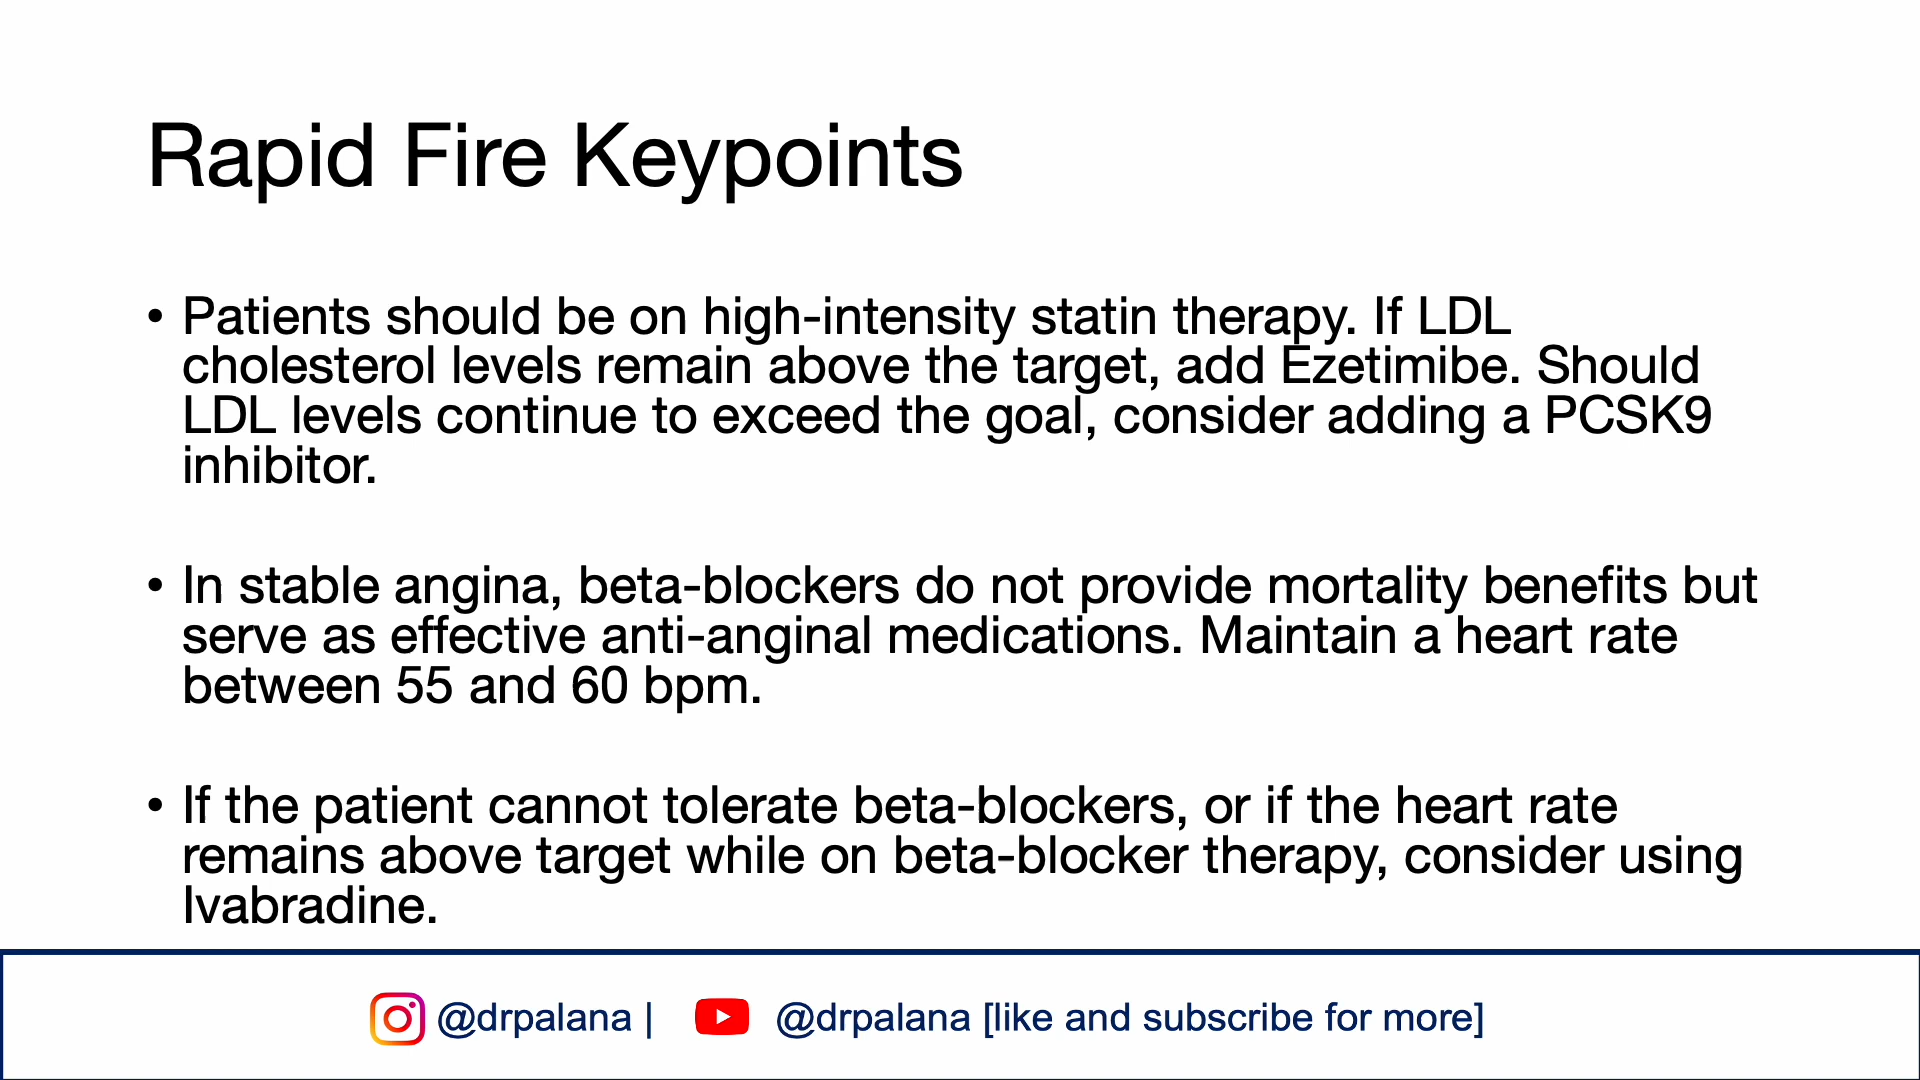 Rapid Fire Keypoints
• Patients should be on high-intensity statin therapy. If LDL
cholesterol levels remain above the target, add Ezetimibe. Should
LDL levels continue to exceed the goal, consider adding a PCSK9
inhibitor.
• In stable angina, beta-blockers do not provide mortality benefits but
serve as effective anti-anginal medications. Maintain a heart rate
between 55 and 60 bpm.
• If the patient cannot tolerate beta-blockers, or if the heart rate
remains above target while on beta-blocker therapy, consider using
Ivabradine.
@drpalana | @drpalana [like and subscribe for more]